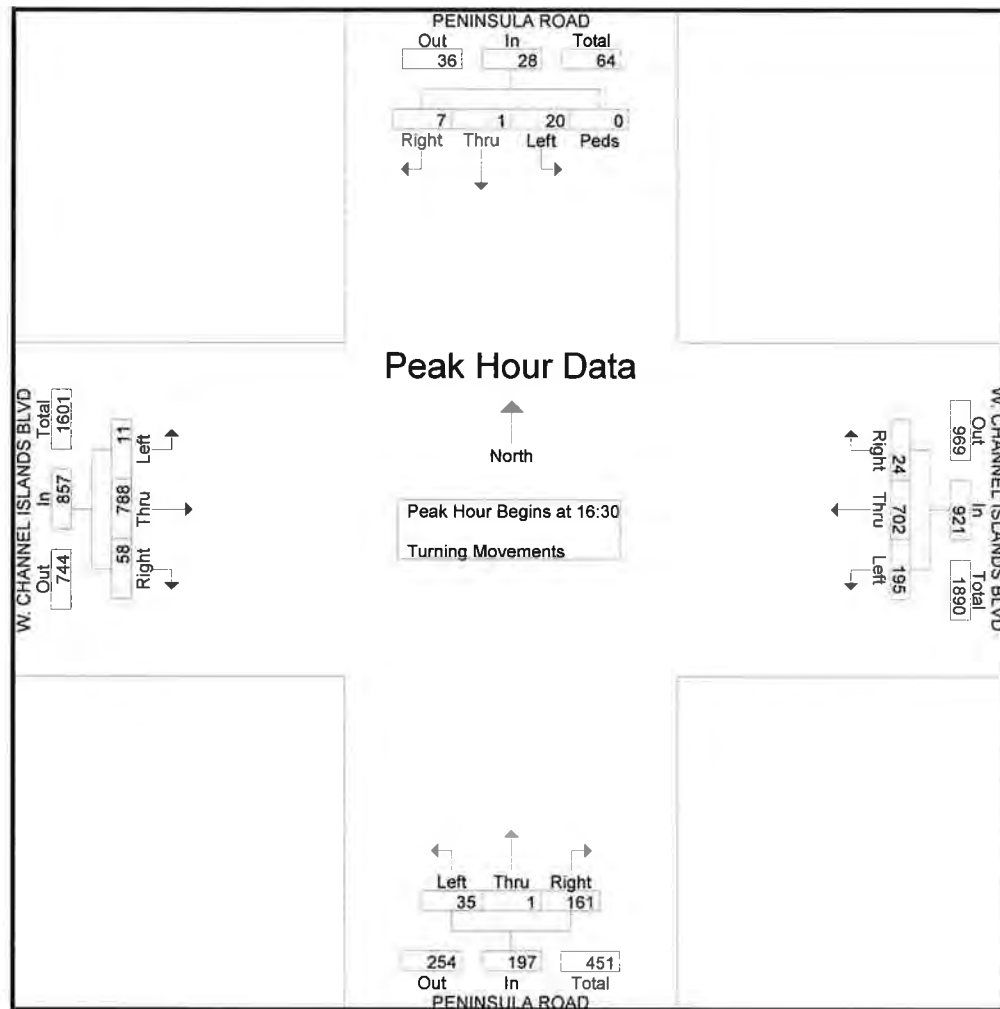 PENINSULA ROAD
Out In Total
36 28 64
7 1 20 0
Right Thru Left Peds
Peak Hour Data
North
Peak Hour Begins at 16:30
Turning Movements
W. CHANNEL ISLANDS BLVD
Total In Out
1601 857 744
11 788 58
Left Thru Right
W. CHANNEL ISLANDS BLVD
Out In Total
969 921 1890
24 702 195
Right Thru Left
Left Thru Right
35 1 161
254 197 451
Out In Total
PENINSULA ROAD